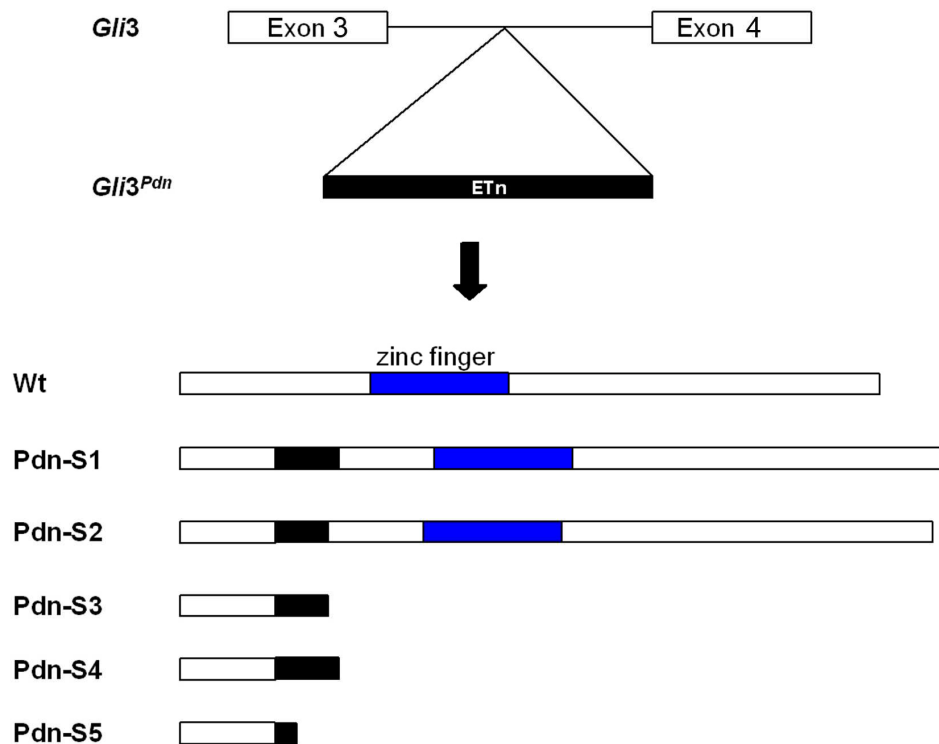 Gli3 Exon 3 Exon 4
Gli3Pdn ETn
zinc finger
Wt
Pdn-S1
Pdn-S2
Pdn-S3
Pdn-S4
Pdn-S5